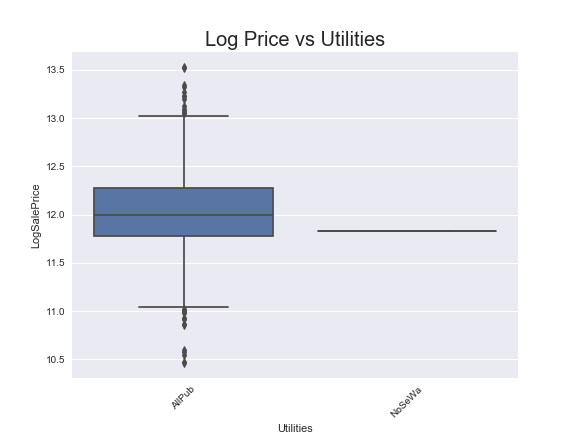 Log Price vs Utilities
13.5
13.0
12.5
12.0
11.5
11.0
10.5
LogSalePrice
AllPub
NoSeWa
Utilities